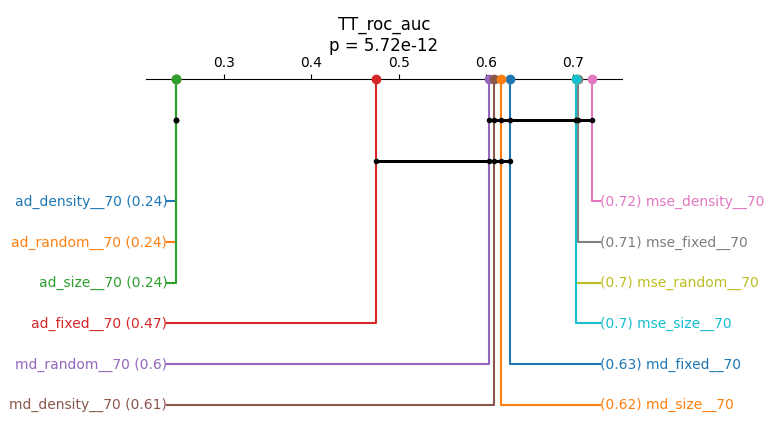 TT_roc_auc
p = 5.72e-12
0.3 0.4 0.5 0.6 0.7
ad_density__70 (0.24)
(0.72) mse_density__70
ad_random__70 (0.24)
(0.71) mse_fixed__70
ad_size__70 (0.24)
(0.7) mse_random__70
ad_fixed__70 (0.47)
(0.7) mse_size__70
md_random__70 (0.6)
(0.63) md_fixed__70
md_density__70 (0.61)
(0.62) md_size__70